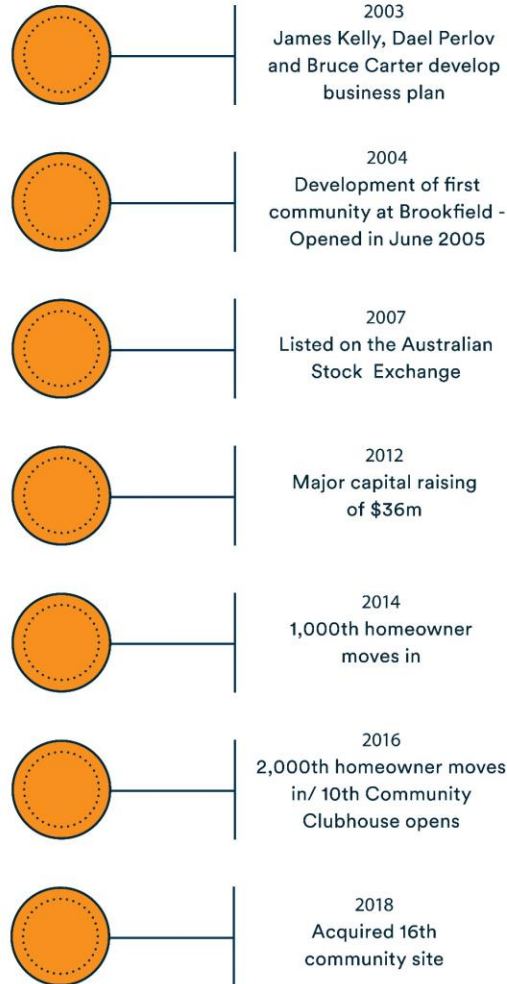 2003
James Kelly, Dael Perlov
and Bruce Carter develop
business plan
2004
Development of first
community at Brookfield -
Opened in June 2005
2007
Listed on the Australian
Stock Exchange
2012
Major capital raising
of $36m
2014
1,000th homeowner
moves in
2016
2,000th homeowner moves
in/ 10th Community
Clubhouse opens
2018
Acquired 16th
community site